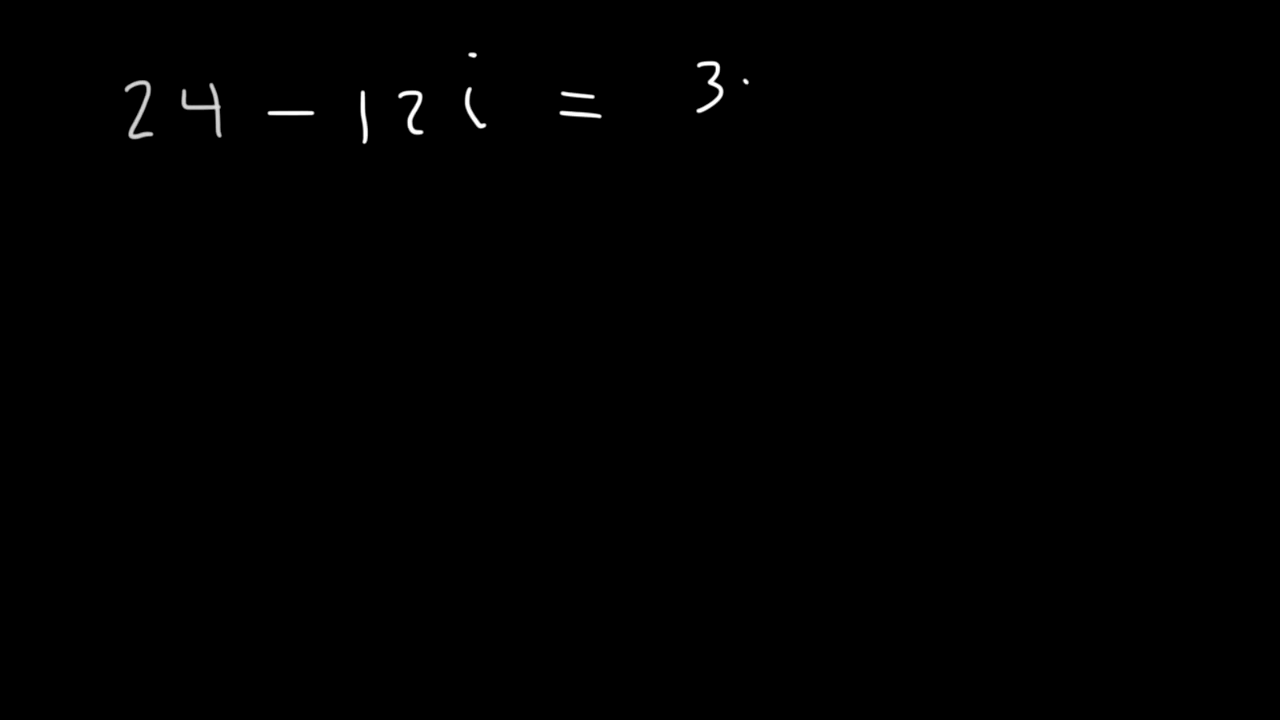 24 - 12i = 3.